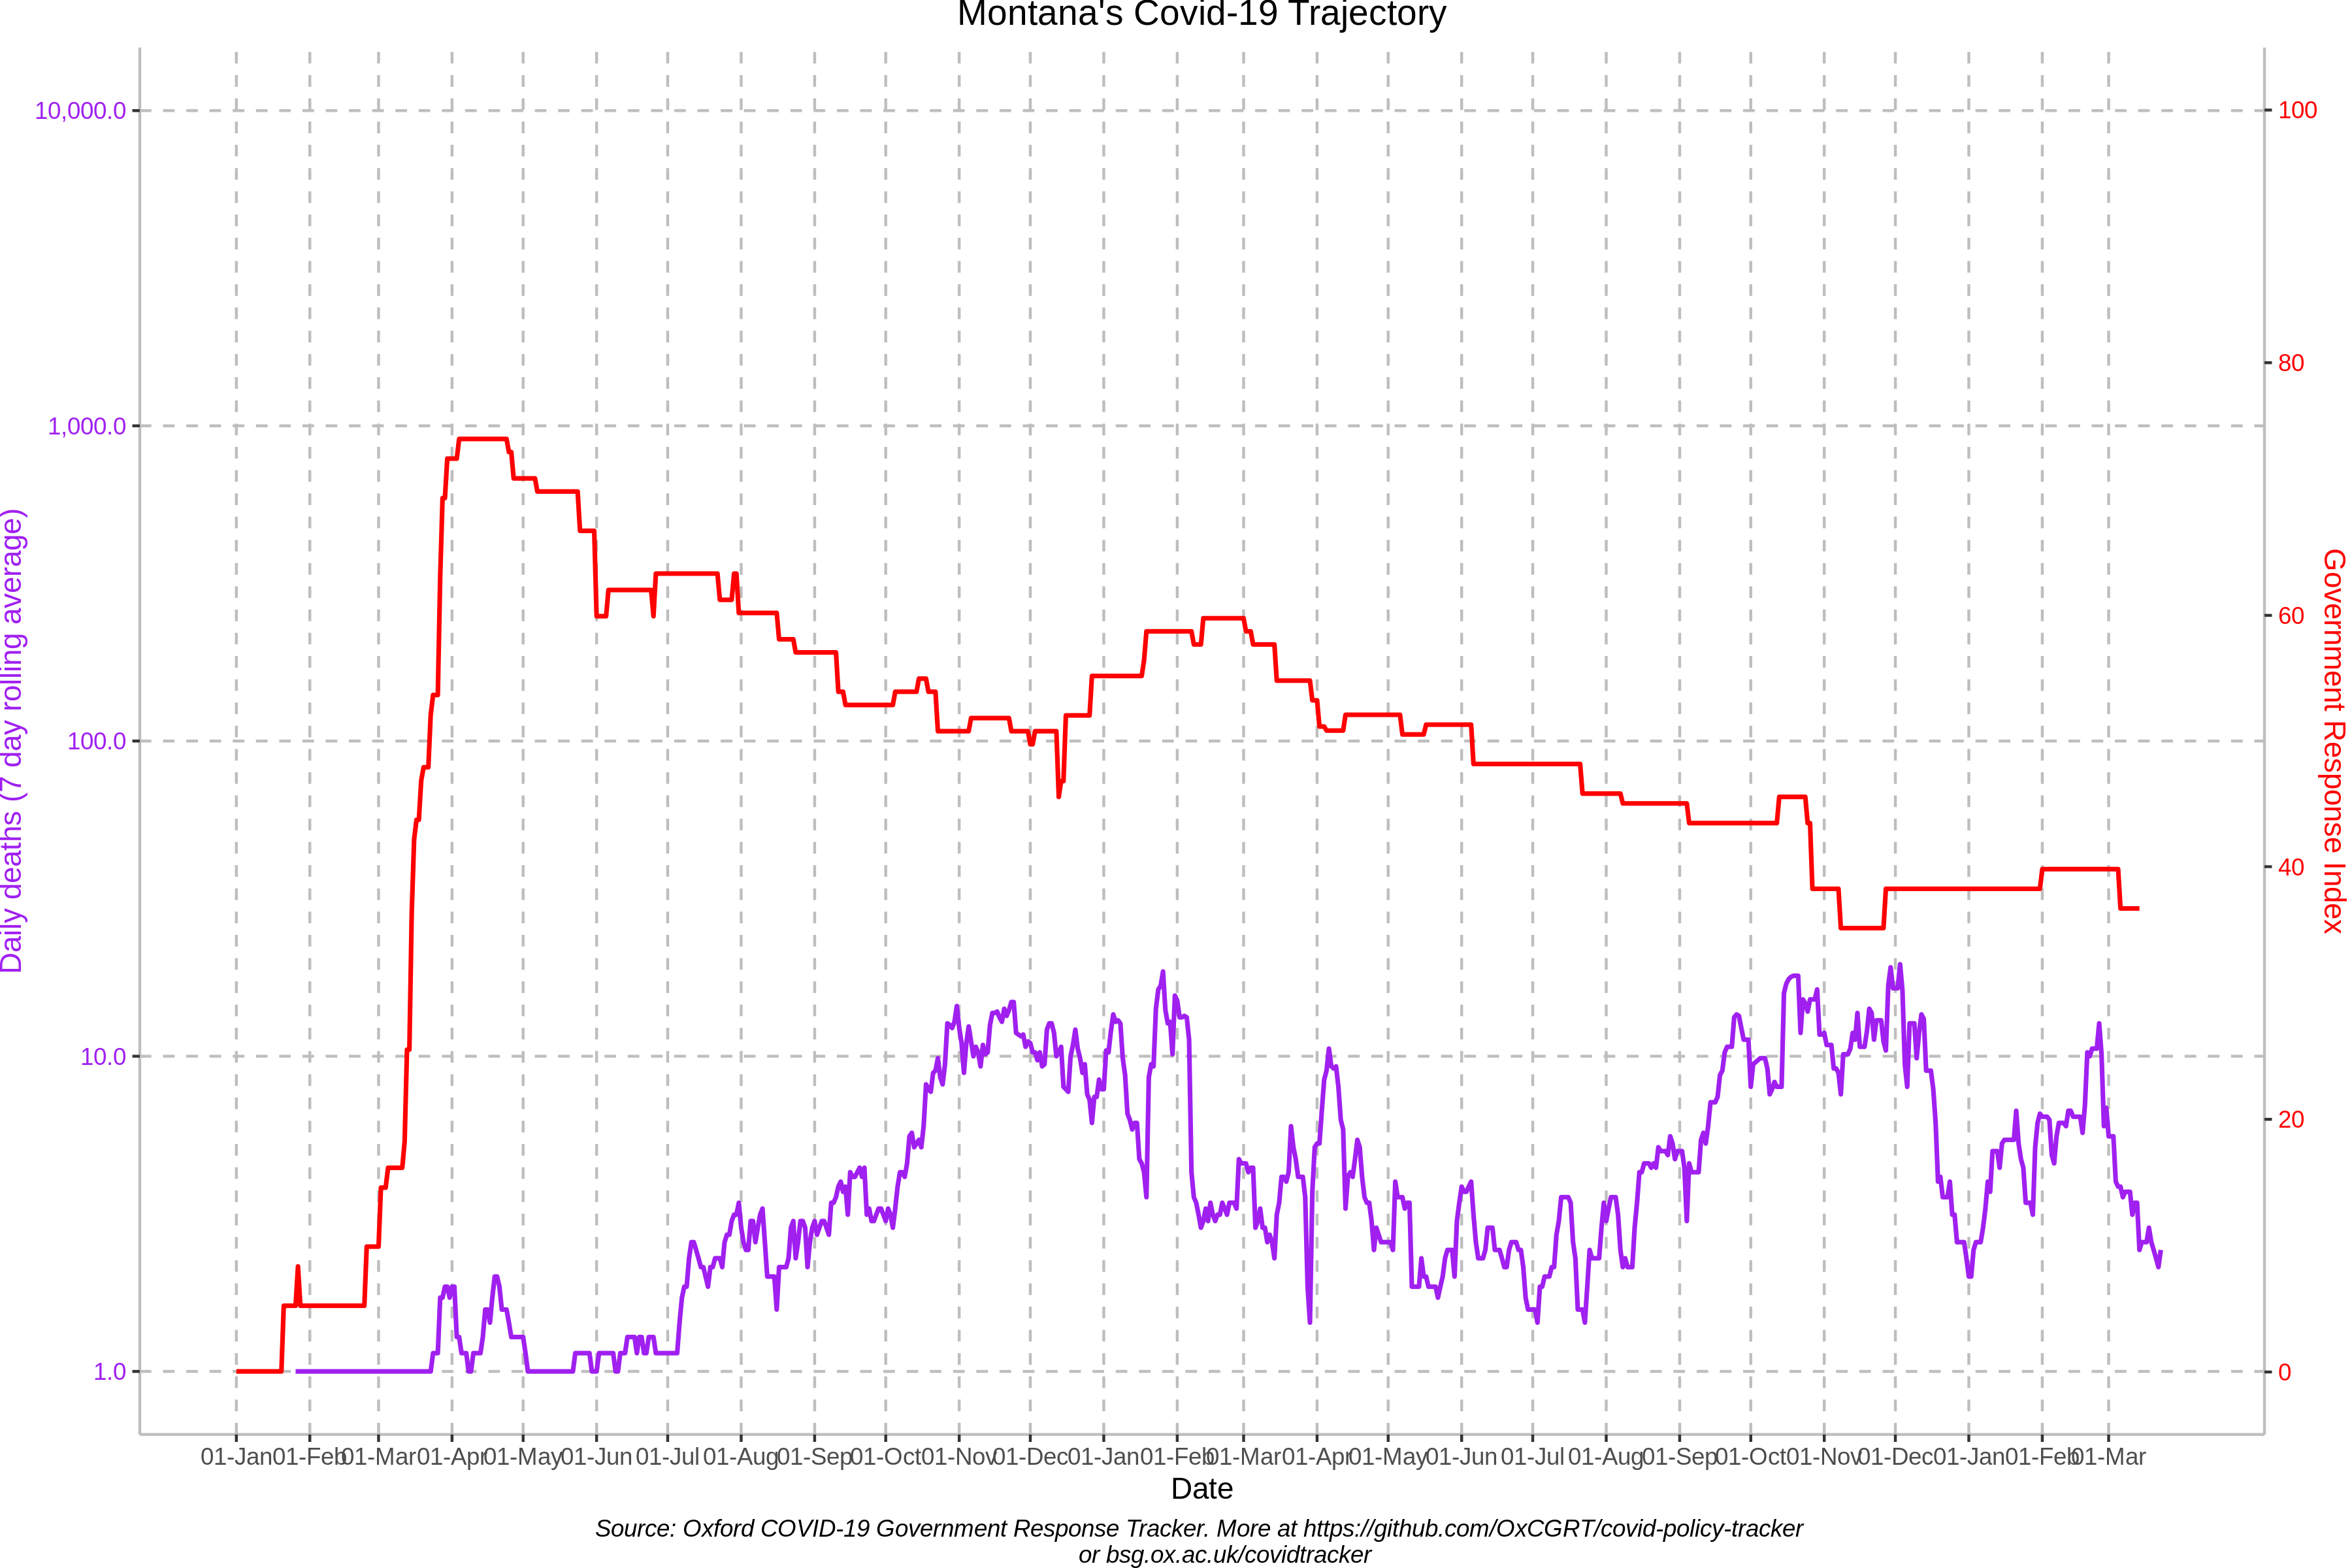 Montana's Covid-19 Trajectory
10,000.0
1,000.0
100.0
10.0
1.0
Daily deaths (7 day rolling average)
100
80
60
40
20
0
Government Response Index
01-Jan 01-Feb 01-Mar 01-Apr 01-May 01-Jun 01-Jul 01-Aug 01-Sep 01-Oct 01-Nov 01-Dec 01-Jan 01-Feb 01-Mar 01-Apr 01-May 01-Jun 01-Jul 01-Aug 01-Sep 01-Oct 01-Nov 01-Dec 01-Jan 01-Feb 01-Mar
Date
Source: Oxford COVID-19 Government Response Tracker. More at https://github.com/OxCGRT/covid-policy-tracker
or bsg.ox.ac.uk/covidtracker